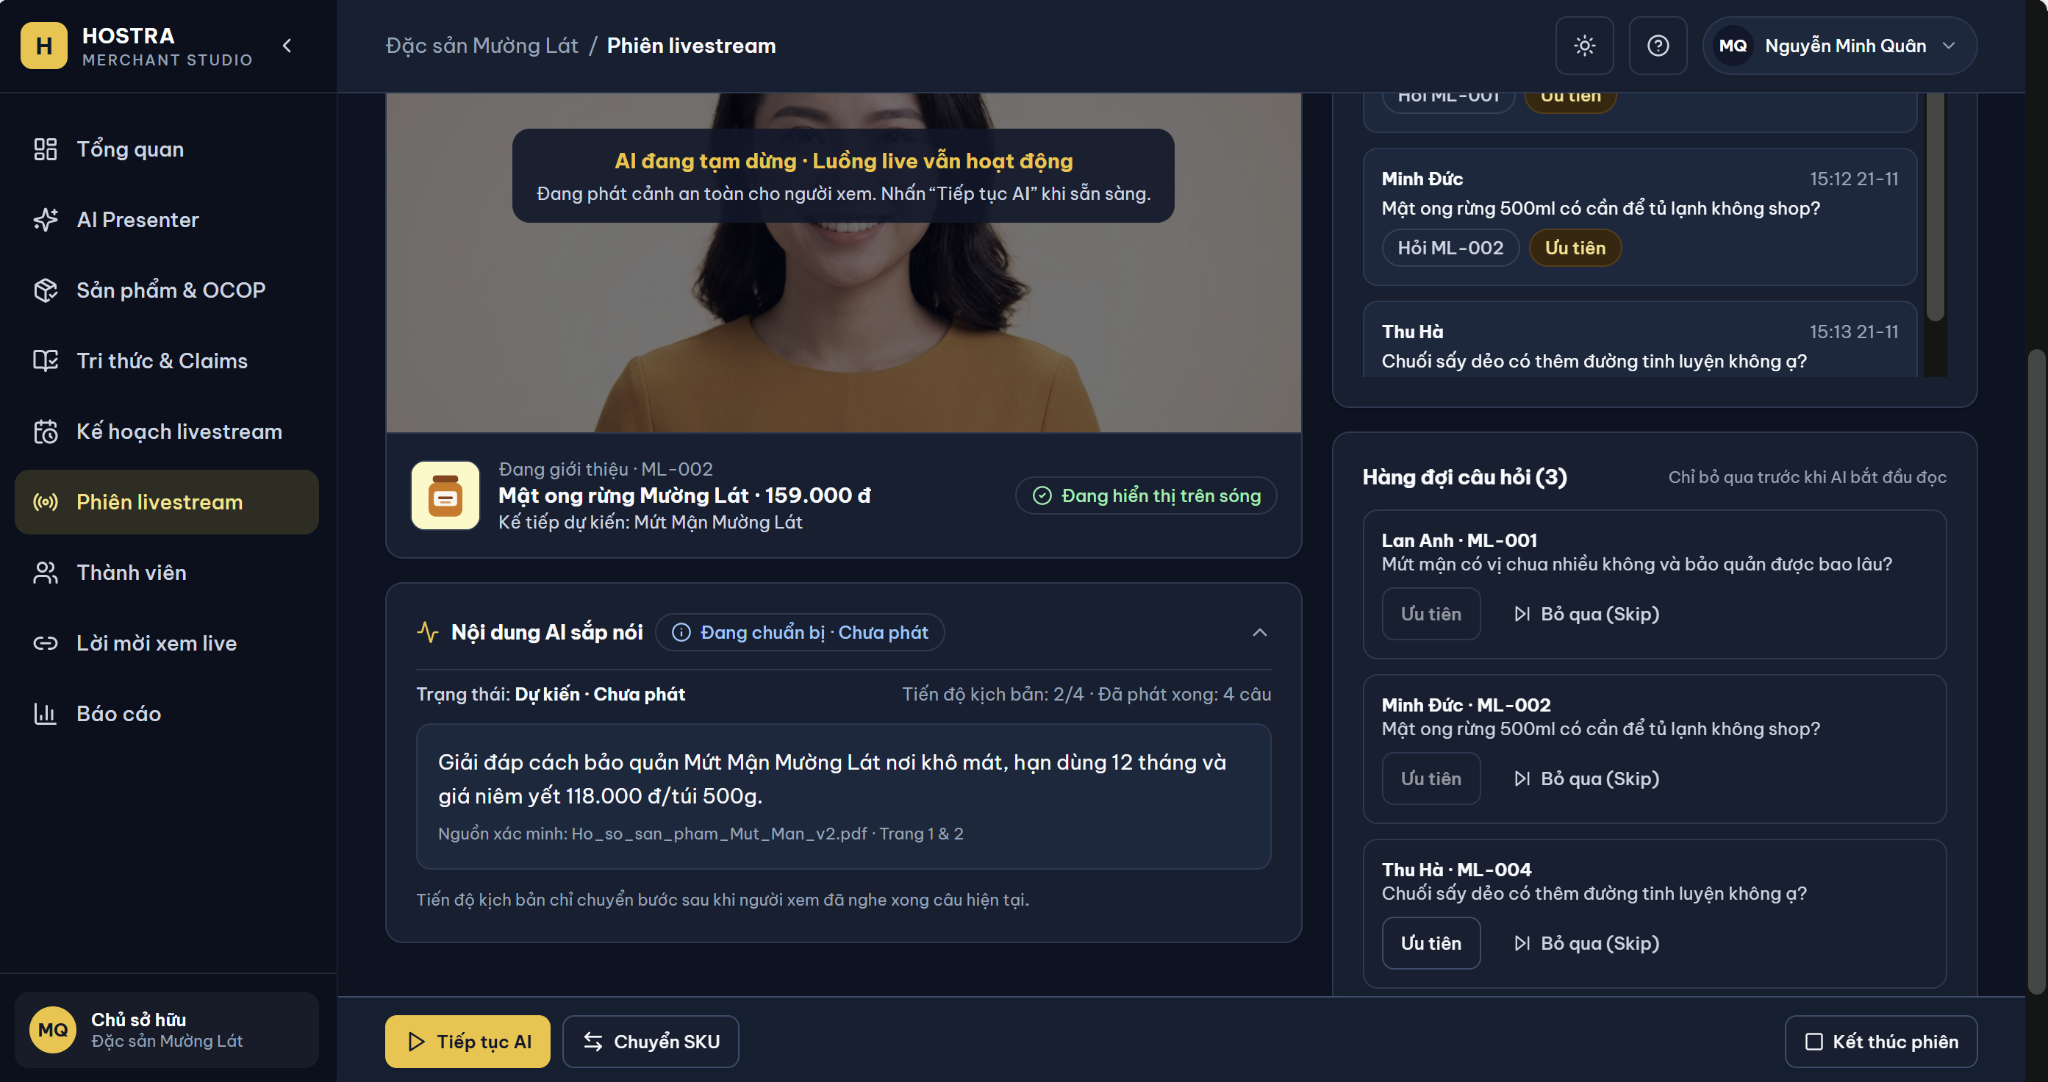 H
HOSTRA
MERCHANT STUDIO
Tổng quan
AI Presenter
Sản phẩm & OCOP
Tri thức & Claims
Kế hoạch livestream
Phiên livestream
Thành viên
Lời mời xem live
Báo cáo
MQ
Chủ sở hữu
Đặc sản Mường Lát
Đặc sản Mường Lát / Phiên livestream
MQ Nguyễn Minh Quân
AI đang tạm dừng · Luồng live vẫn hoạt động
Đang phát cảnh an toàn cho người xem. Nhấn “Tiếp tục AI” khi sẵn sàng.
Đang giới thiệu · ML-002
Mật ong rừng Mường Lát · 159.000 đ
Kế tiếp dự kiến: Mứt Mận Mường Lát
Đang hiển thị trên sóng
Nội dung AI sắp nói
Đang chuẩn bị · Chưa phát
Trạng thái: Dự kiến · Chưa phát
Tiến độ kịch bản: 2/4 · Đã phát xong: 4 câu
Giải đáp cách bảo quản Mứt Mận Mường Lát nơi khô mát, hạn dùng 12 tháng và
giá niêm yết 118.000 đ/túi 500g.
Nguồn xác minh: Ho_so_san_pham_Mut_Man_v2.pdf · Trang 1 & 2
Tiến độ kịch bản chỉ chuyển bước sau khi người xem đã nghe xong câu hiện tại.
Hỏi ML-001 Ưu tiên
Minh Đức 15:12 21-11
Mật ong rừng 500ml có cần để tủ lạnh không shop?
Hỏi ML-002 Ưu tiên
Thu Hà 15:13 21-11
Chuối sấy dẻo có thêm đường tinh luyện không ạ?
Hàng đợi câu hỏi (3)
Chỉ bỏ qua trước khi AI bắt đầu đọc
Lan Anh · ML-001
Mứt mận có vị chua nhiều không và bảo quản được bao lâu?
Ưu tiên Bỏ qua (Skip)
Minh Đức · ML-002
Mật ong rừng 500ml có cần để tủ lạnh không shop?
Ưu tiên Bỏ qua (Skip)
Thu Hà · ML-004
Chuối sấy dẻo có thêm đường tinh luyện không ạ?
Ưu tiên Bỏ qua (Skip)
Tiếp tục AI
Chuyển SKU
Kết thúc phiên